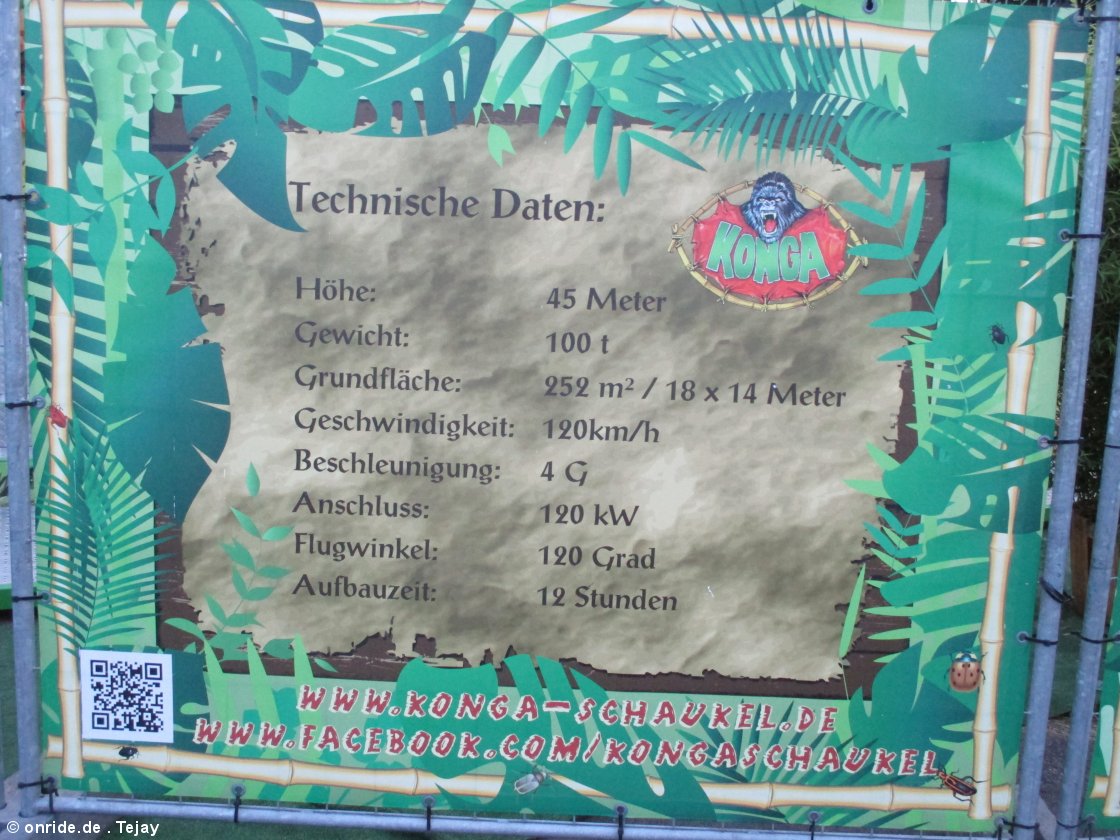 Technische Daten:
KONGA
Höhe: 45 Meter
Gewicht: 100 t
Grundfläche: 252 m² / 18 x 14 Meter
Geschwindigkeit: 120km/h
Beschleunigung: 4 G
Anschluss: 120 kW
Flugwinkel: 120 Grad
Aufbauzeit: 12 Stunden
WWW.KONGA-SCHAUKEL.DE
WWW.FACEBOOK.COM/KONGASCHAUKEL
© onride.de . Tejay